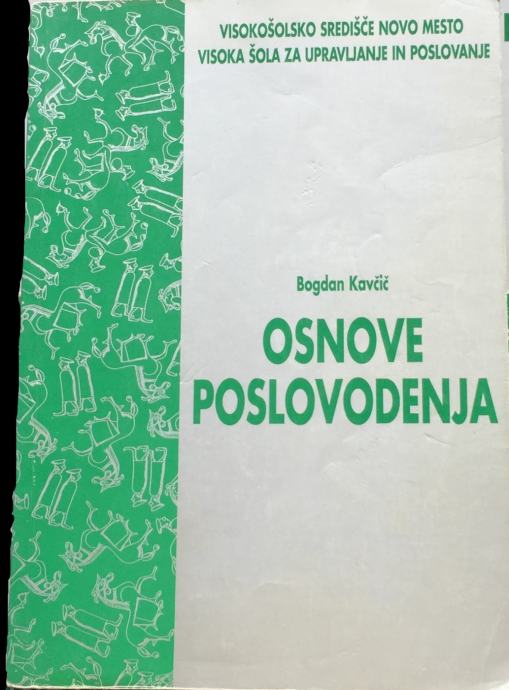 VISOKOŠOLSKO SREDIŠČE NOVO MESTO
VISOKA ŠOLA ZA UPRAVLJANJE IN POSLOVANJE
Bogdan Kavčič
OSNOVE
POSLOVODENJA